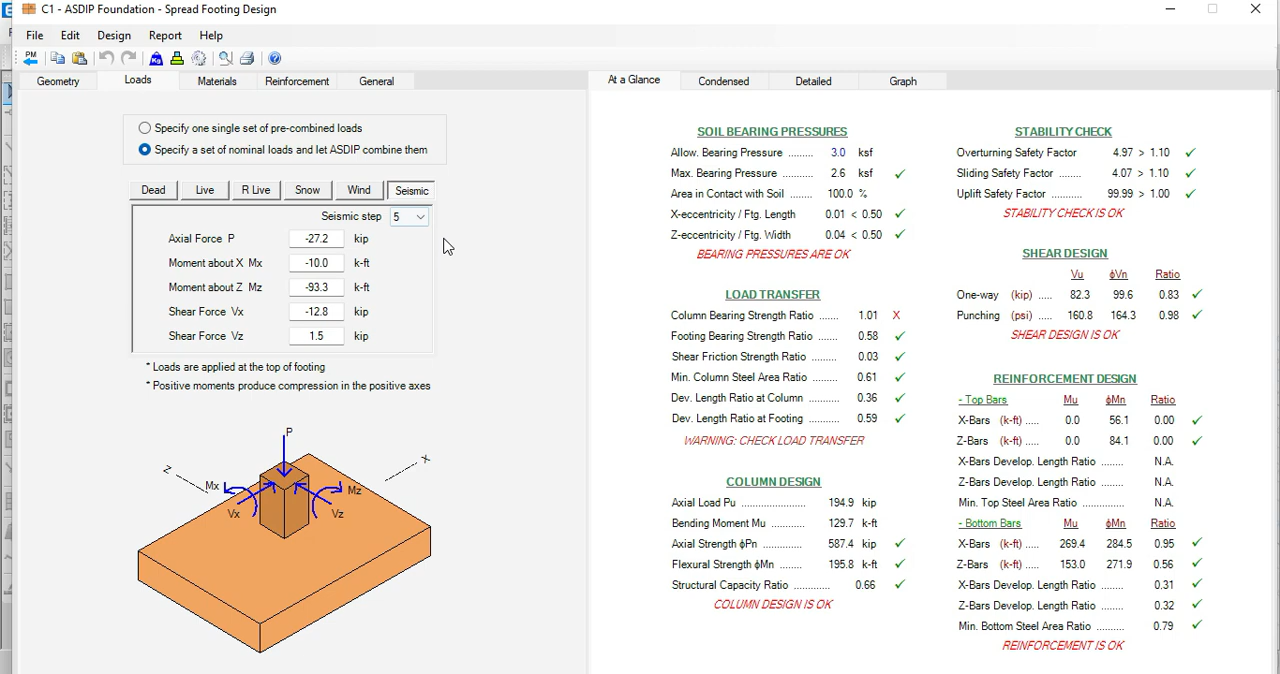 C1 - ASDIP Foundation - Spread Footing Design
File Edit Design Report Help
PM
Kg
Geometry Loads Materials Reinforcement General
Specify one single set of pre-combined loads
Specify a set of nominal loads and let ASDIP combine them
Dead Live R Live Snow Wind Seismic
Seismic step 5
Axial Force P -27.2 kip
Moment about X Mx -10.0 k-ft
Moment about Z Mz -93.3 k-ft
Shear Force Vx -12.8 kip
Shear Force Vz 1.5 kip
* Loads are applied at the top of footing
* Positive moments produce compression in the positive axes
P
Z X
Mx Mz
Vx Vz
At a Glance Condensed Detailed Graph
SOIL BEARING PRESSURES
Allow. Bearing Pressure ........ 3.0 ksf
Max. Bearing Pressure ....... 2.6 ksf
Area in Contact with Soil ....... 100.0 %
X-eccentricity / Ftg. Length 0.01 < 0.50
Z-eccentricity / Ftg. Width 0.04 < 0.50
BEARING PRESSURES ARE OK
LOAD TRANSFER
Column Bearing Strength Ratio ...... 1.01 X
Footing Bearing Strength Ratio ...... 0.58
Shear Friction Strength Ratio ........ 0.03
Min. Column Steel Area Ratio ....... 0.61
Dev. Length Ratio at Column .......... 0.36
Dev. Length Ratio at Footing .......... 0.59
WARNING: CHECK LOAD TRANSFER
COLUMN DESIGN
Axial Load Pu ...................... 194.9 kip
Bending Moment Mu ........... 129.7 k-ft
Axial Strength ϕPn ............. 587.4 kip
Flexural Strength ϕMn ....... 195.8 k-ft
Structural Capacity Ratio ............ 0.66
COLUMN DESIGN IS OK
STABILITY CHECK
Overturning Safety Factor 4.97 > 1.10
Sliding Safety Factor ....... 4.07 > 1.10
Uplift Safety Factor ........... 99.99 > 1.00
STABILITY CHECK IS OK
SHEAR DESIGN
Vu ϕVn Ratio
One-way (kip) .... 82.3 99.6 0.83
Punching (psi) .... 160.8 164.3 0.98
SHEAR DESIGN IS OK
REINFORCEMENT DESIGN
- Top Bars Mu ϕMn Ratio
X-Bars (k-ft) ..... 0.0 56.1 0.00
Z-Bars (k-ft) ..... 0.0 84.1 0.00
X-Bars Develop. Length Ratio ....... N.A.
Z-Bars Develop. Length Ratio ....... N.A.
Min. Top Steel Area Ratio .............. N.A.
- Bottom Bars Mu ϕMn Ratio
X-Bars (k-ft) ..... 269.4 284.5 0.95
Z-Bars (k-ft) ..... 153.0 271.9 0.56
X-Bars Develop. Length Ratio ....... 0.31
Z-Bars Develop. Length Ratio ....... 0.32
Min. Bottom Steel Area Ratio .......... 0.79
REINFORCEMENT IS OK